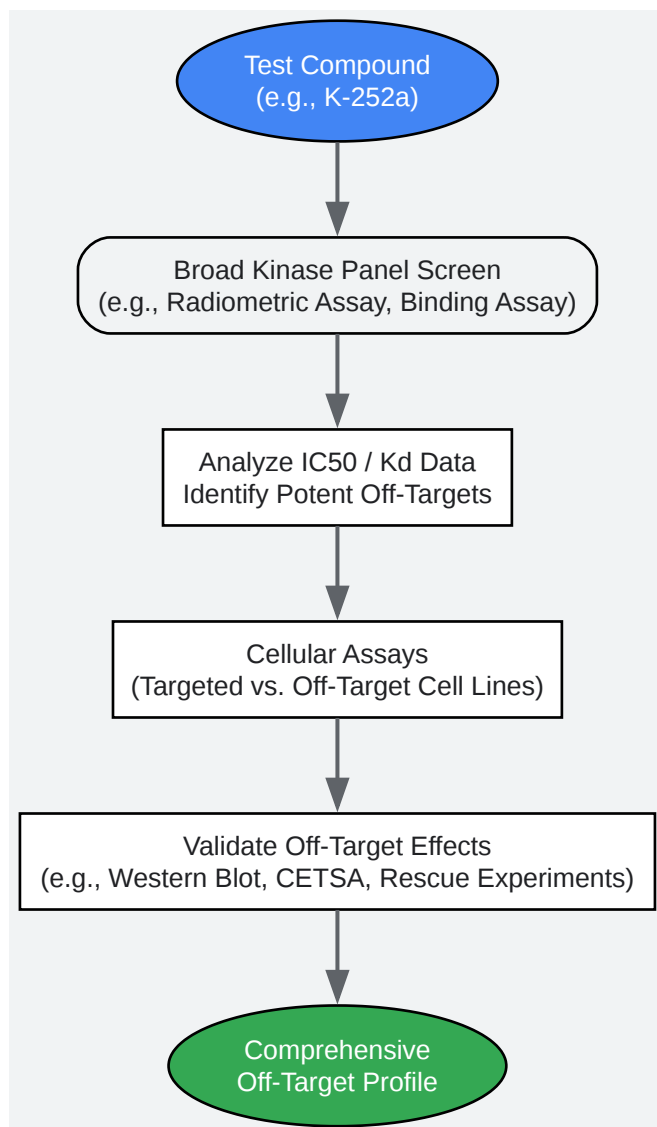 Test Compound
(e.g., K-252a)
Broad Kinase Panel Screen
(e.g., Radiometric Assay, Binding Assay)
Analyze IC50 / Kd Data
Identify Potent Off-Targets
Cellular Assays
(Targeted vs. Off-Target Cell Lines)
Validate Off-Target Effects
(e.g., Western Blot, CETSA, Rescue Experiments)
Comprehensive
Off-Target Profile